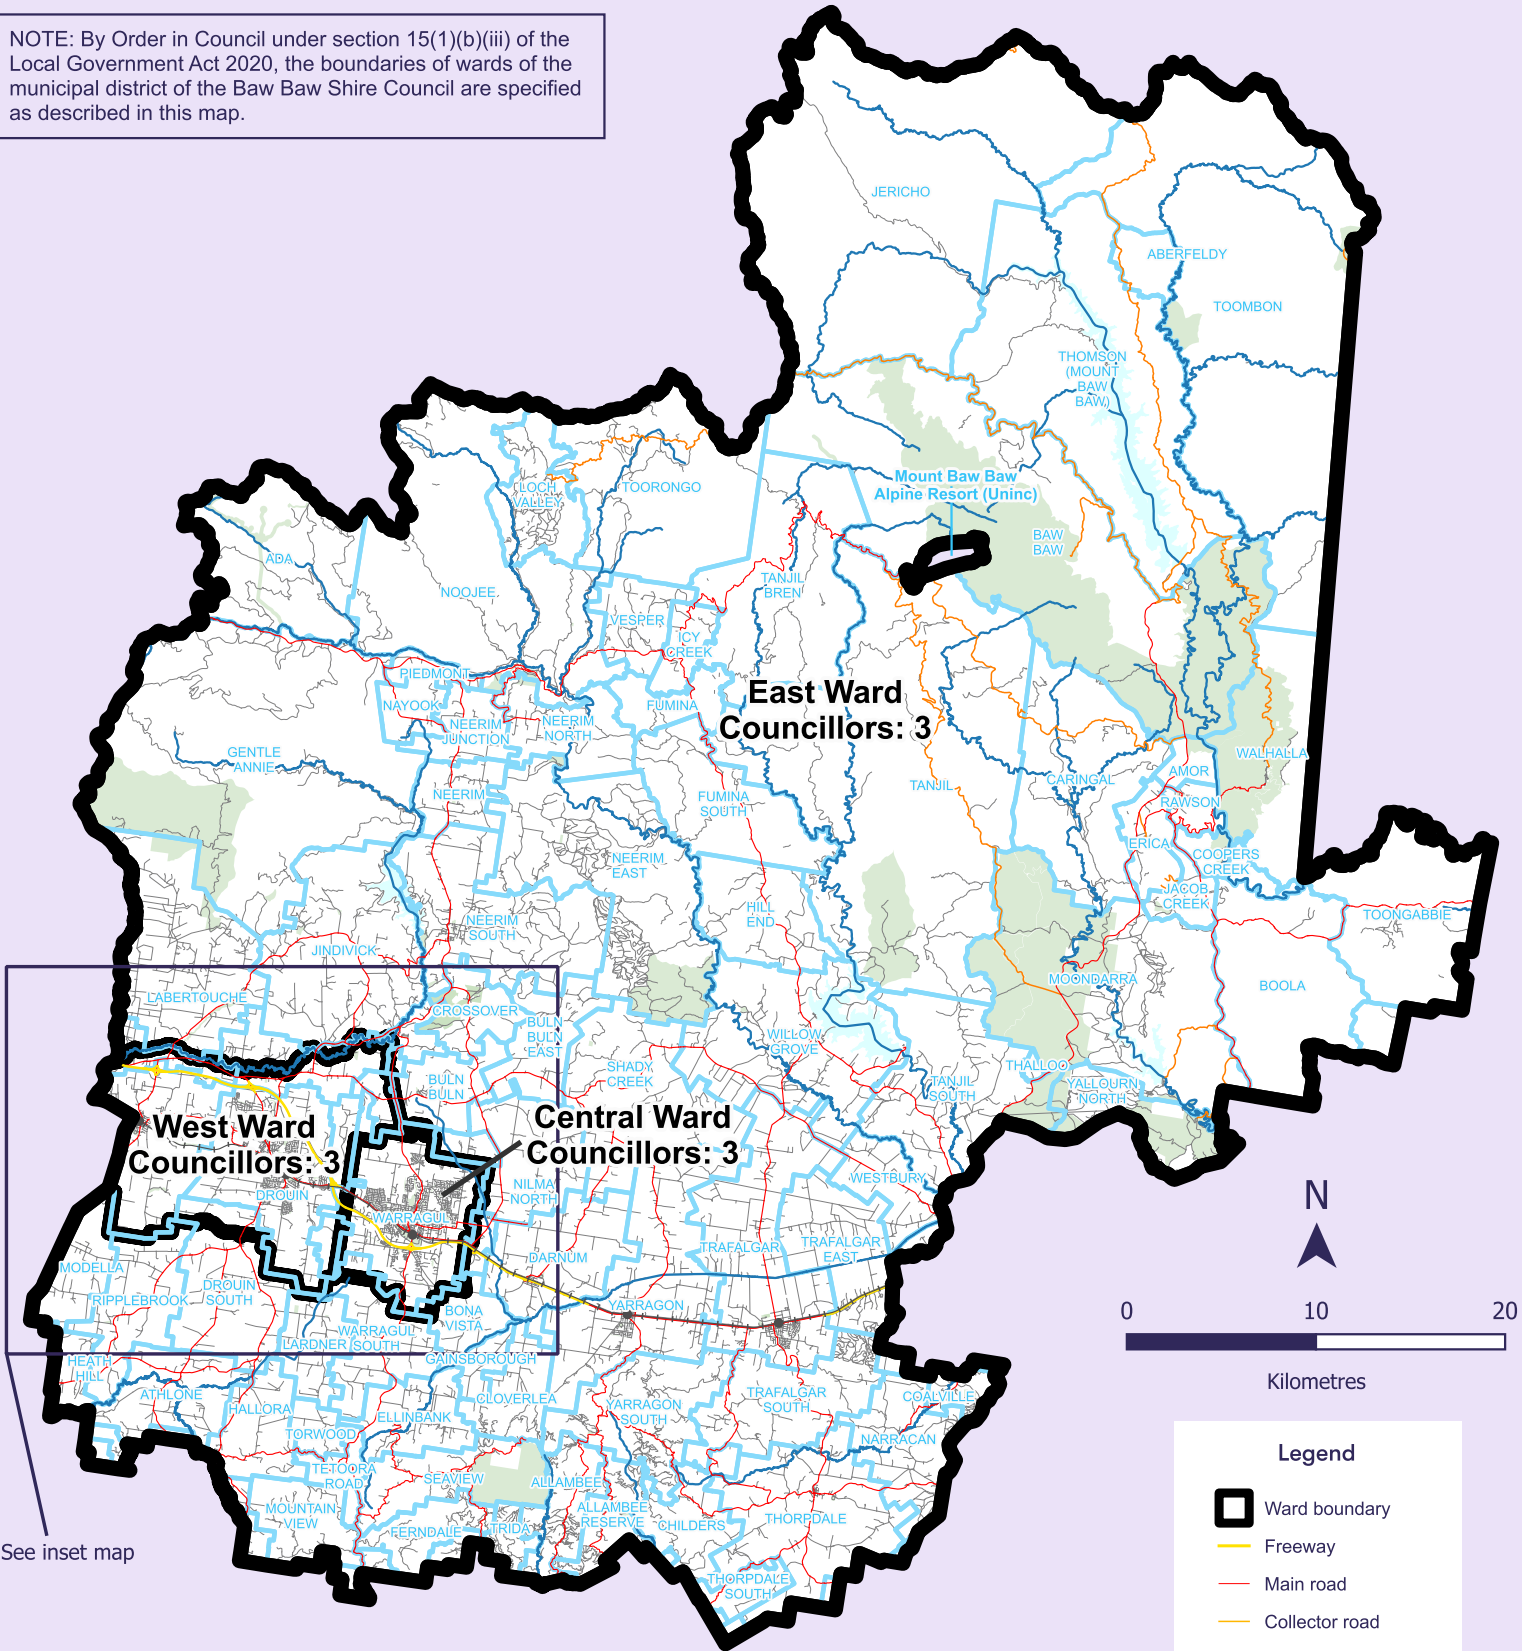 NOTE: By Order in Council under section 15(1)(b)(iii) of the
Local Government Act 2020, the boundaries of wards of the
municipal district of the Baw Baw Shire Council are specified
as described in this map.
JERICHO
ABERFELDY
TOOMBON
THOMSON
(MOUNT
BAW
BAW)
LOCH
VALLEY
TOORONGO
Mount Baw Baw
Alpine Resort (Uninc)
BAW
BAW
ADA
NOOJEE
TANJIL
BREN
VESPER
ICY
CREEK
PIEDMONT
NAYOOK
NEERIM
JUNCTION
NEERIM
NORTH
FUMINA
East Ward
Councillors: 3
GENTLE
ANNIE
NEERIM
FUMINA
SOUTH
TANJIL
CARINGAL
AMOR
WALHALLA
RAWSON
ERICA
COOPERS
CREEK
NEERIM
EAST
JACOB
CREEK
HILL
END
TOONGABBIE
NEERIM
SOUTH
JINDIVICK
MOONDARRA
BOOLA
LABERTOUCHE
CROSSOVER
BULN
BULN
EAST
WILLOW
GROVE
SHADY
CREEK
THALLOO
BULN
BULN
TANJIL
SOUTH
YALLOURN
NORTH
West Ward
Councillors: 3
Central Ward
Councillors: 3
DROUIN
NILMA
NORTH
WESTBURY
WARRAGUL
TRAFALGAR
TRAFALGAR
EAST
DARNUM
MODELLA
RIPPLEBROOK
DROUIN
SOUTH
YARRAGON
BONA
VISTA
LARDNER
WARRAGUL
SOUTH
GAINSBOROUGH
HEATH
HILL
ATHLONE
HALLORA
CLOVERLEA
ELLINBANK
TORWOOD
YARRAGON
SOUTH
TRAFALGAR
SOUTH
COALVILLE
NARRACAN
TETOORA
ROAD
SEAVIEW
ALLAMBEE
MOUNTAIN
VIEW
FERNDALE
TRIDA
ALLAMBEE
RESERVE
CHILDERS
THORPDALE
THORPDALE
SOUTH
See inset map
N
0 10 20
Kilometres
Legend
Ward boundary
Freeway
Main road
Collector road